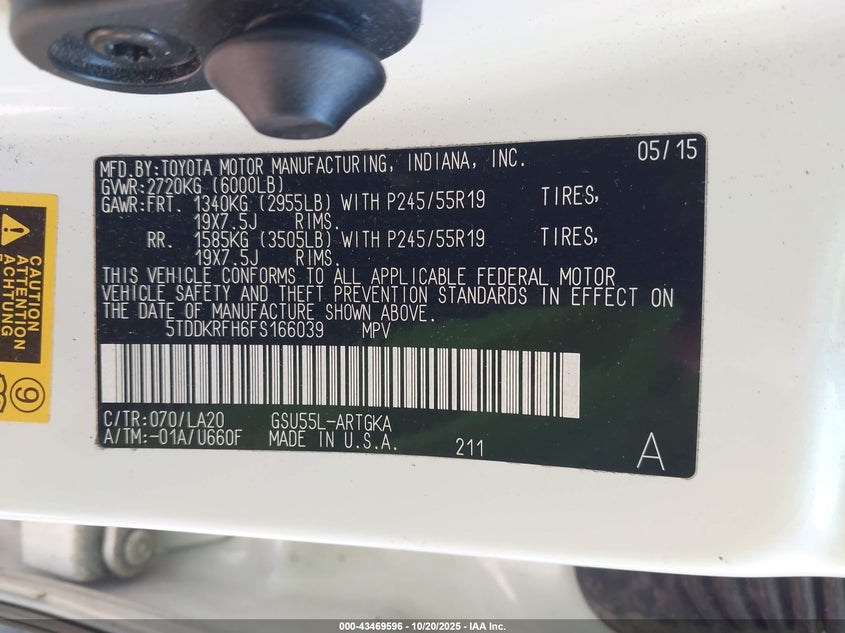 MFD.BY:TOYOTA MOTOR MANUFACTURING, INDIANA, INC. 05/15
GVWR:2720KG (6000LB)
GAWR:FRT. 1340KG (2955LB) WITH P245/55R19 TIRES,
19X7.5J RIMS.
RR. 1585KG (3505LB) WITH P245/55R19 TIRES,
19X7.5J RIMS.
THIS VEHICLE CONFORMS TO ALL APPLICABLE FEDERAL MOTOR
VEHICLE SAFETY AND THEFT PREVENTION STANDARDS IN EFFECT ON
THE DATE OF MANUFACTURE SHOWN ABOVE.
5TDDKRFH6FS166039 MPV
C/TR:070/LA20 GSU55L-ARTGKA
A/TM:-01A/U660F MADE IN U.S.A. 211 A
CAUTION
ATTENTION
ACHTUNG
9
000-43469596 - 10/20/2025 - IAA Inc.